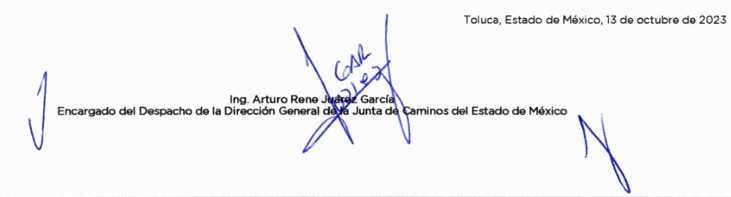 Toluca, Estado de México, 13 de octubre de 2023
Ing. Arturo Rene Juárez García
Encargado del Despacho de la Dirección General de la Junta de Caminos del Estado de México